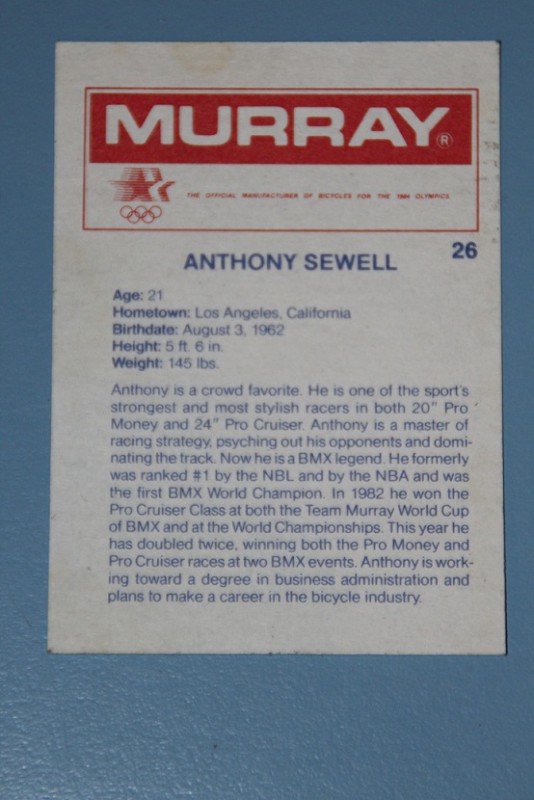 MURRAY®
THE OFFICIAL MANUFACTURER OF BICYCLES FOR THE 1984 OLYMPICS
26
ANTHONY SEWELL
Age: 21
Hometown: Los Angeles, California
Birthdate: August 3, 1962
Height: 5 ft. 6 in.
Weight: 145 lbs.
Anthony is a crowd favorite. He is one of the sport's
strongest and most stylish racers in both 20" Pro
Money and 24" Pro Cruiser. Anthony is a master of
racing strategy, psyching out his opponents and domi-
nating the track. Now he is a BMX legend. He formerly
was ranked #1 by the NBL and by the NBA and was
the first BMX World Champion. In 1982 he won the
Pro Cruiser Class at both the Team Murray World Cup
of BMX and at the World Championships. This year he
has doubled twice, winning both the Pro Money and
Pro Cruiser races at two BMX events. Anthony is work-
ing toward a degree in business administration and
plans to make a career in the bicycle industry.